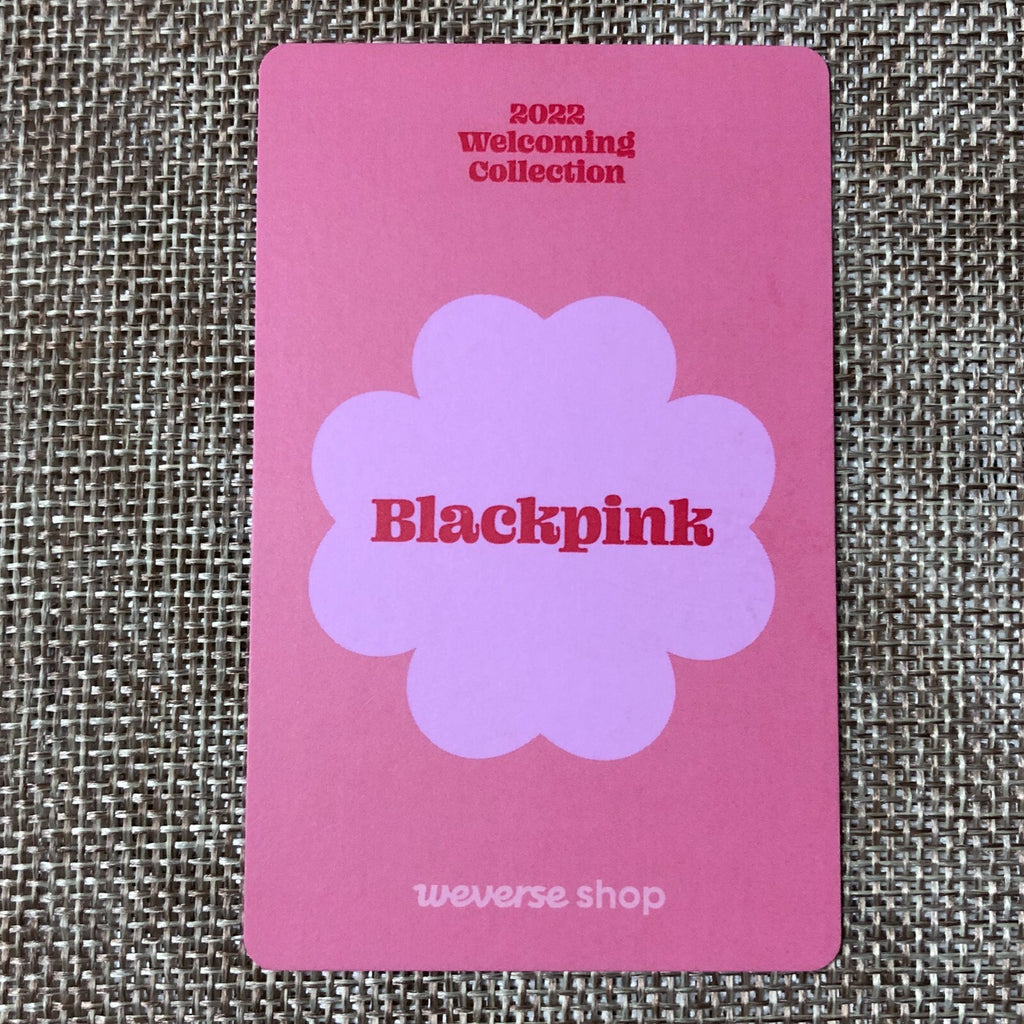 2022
Welcoming
Collection
Blackpink
weverse shop